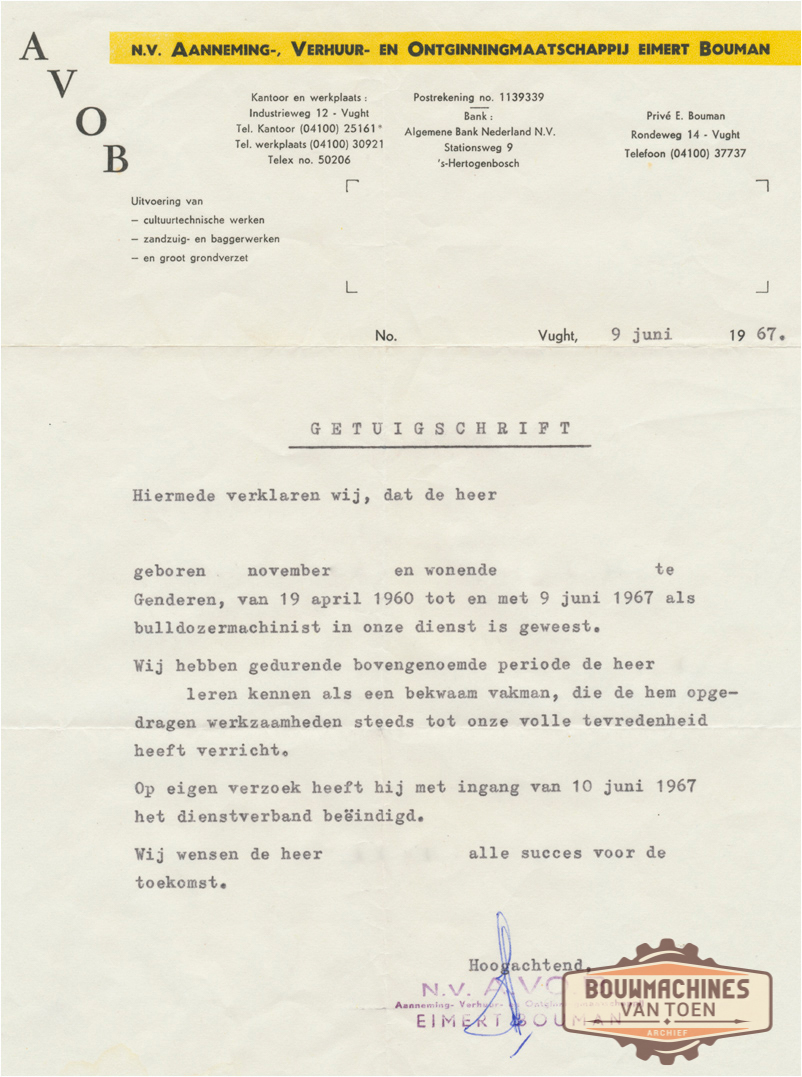 A
V
O
B
N.V. AANNEMING-, VERHUUR- EN ONTGINNINGMAATSCHAPPIJ EIMERT BOUMAN
Kantoor en werkplaats :
Industrieweg 12 - Vught
Tel. Kantoor (04100) 25161*
Tel. werkplaats (04100) 30921
Telex no. 50206
Postrekening no. 1139339
Bank :
Algemene Bank Nederland N.V.
Stationsweg 9
's-Hertogenbosch
Privé E. Bouman
Rondeweg 14 - Vught
Telefoon (04100) 37737
Uitvoering van
– cultuurtechnische werken
– zandzuig- en baggerwerken
– en groot grondverzet
No. Vught, 9 juni 19 67.
GETUIGSCHRIFT
Hiermede verklaren wij, dat de heer
geboren november en wonende te
Genderen, van 19 april 1960 tot en met 9 juni 1967 als
bulldozermachinist in onze dienst is geweest.
Wij hebben gedurende bovengenoemde periode de heer
leren kennen als een bekwaam vakman, die de hem opge-
dragen werkzaamheden steeds tot onze volle tevredenheid
heeft verricht.
Op eigen verzoek heeft hij met ingang van 10 juni 1967
het dienstverband beëindigd.
Wij wensen de heer alle succes voor de
toekomst.
Hoogachtend,
N.V. AVO
Aanneming- Verhuur- en
EIMERT BOUMAN
BOUWMACHINES
VAN TOEN
ARCHIEF